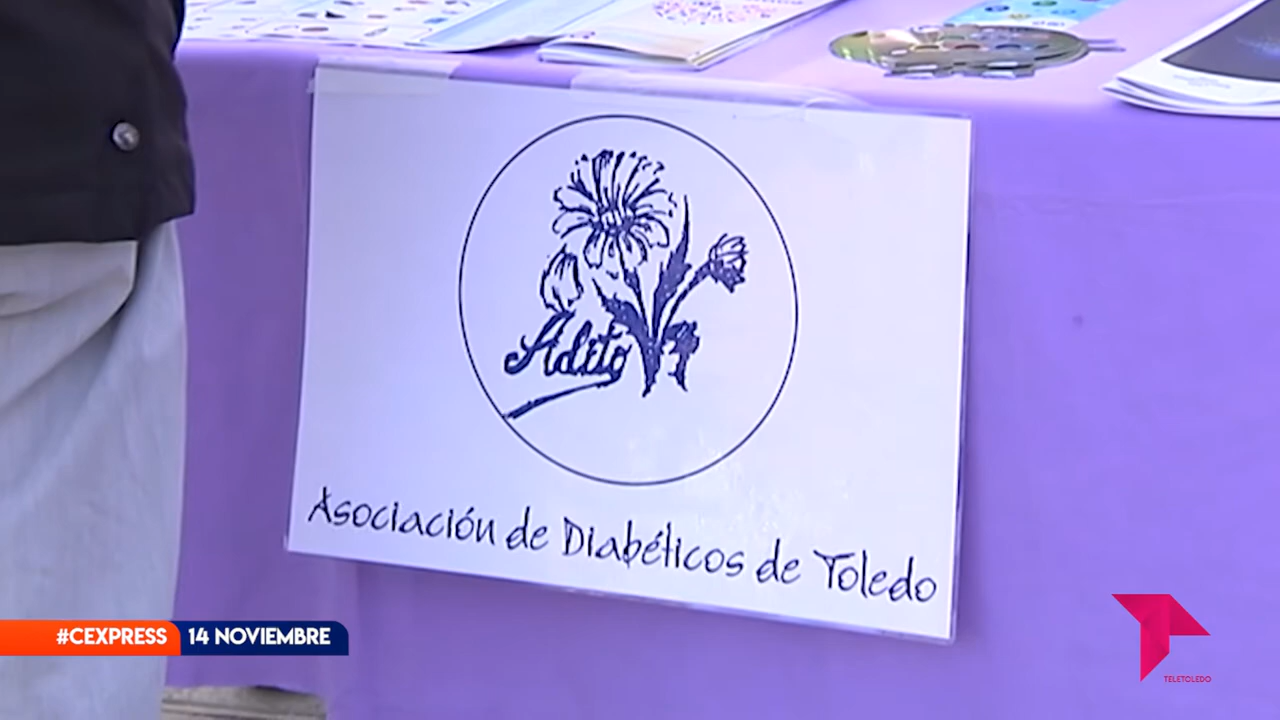 Adito
Asociación de Diabéticos de Toledo
#CEXPRESS 14 NOVIEMBRE
TELETOLEDO